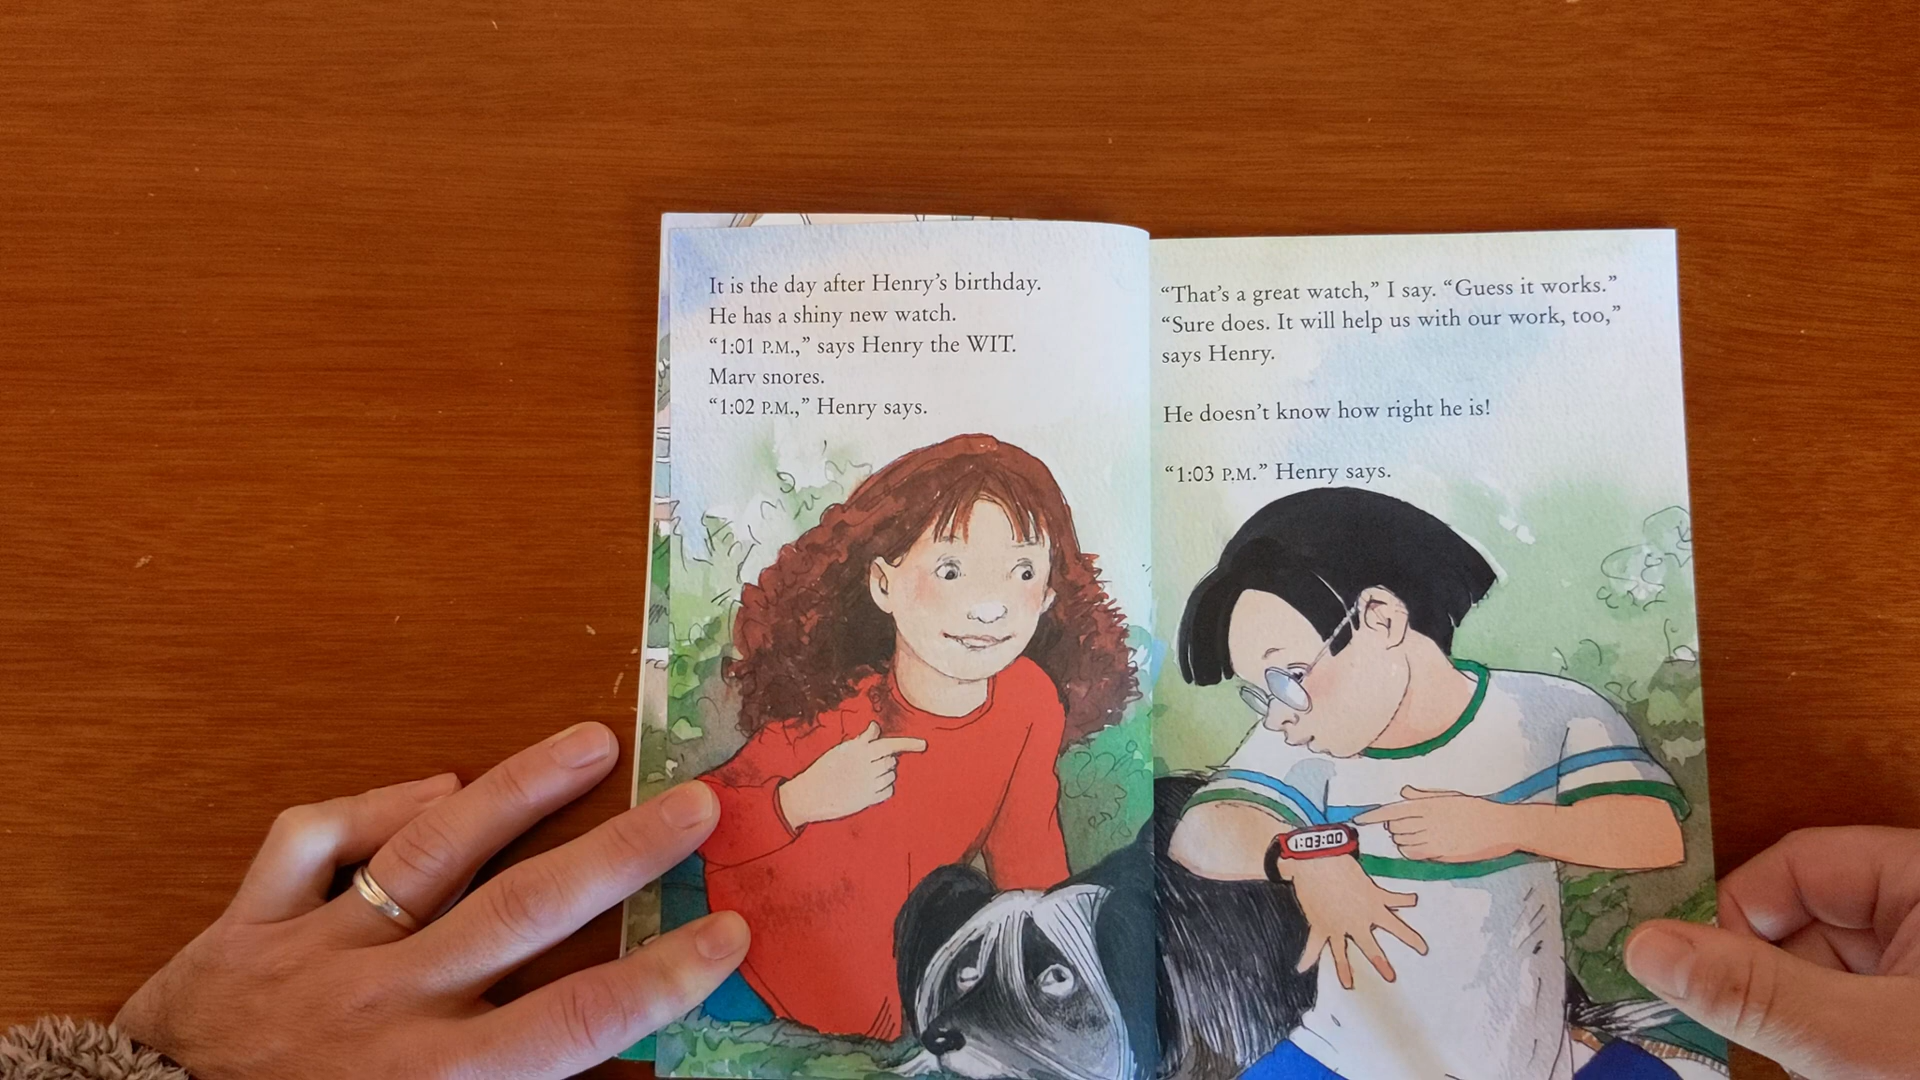 It is the day after Henry’s birthday.
He has a shiny new watch.
“1:01 P.M.,” says Henry the WIT.
Marv snores.
“1:02 P.M.,” Henry says.
“That’s a great watch,” I say. “Guess it works.”
“Sure does. It will help us with our work, too,”
says Henry.
He doesn’t know how right he is!
“1:03 P.M.” Henry says.
1:03:00